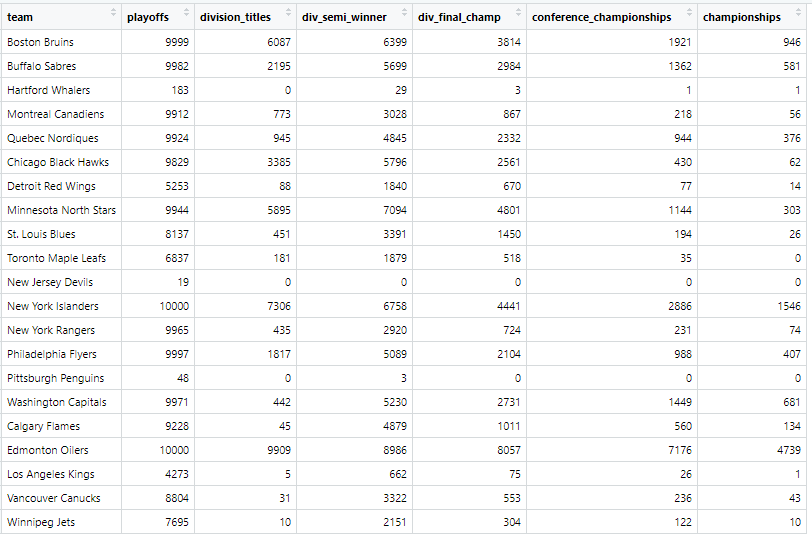 team playoffs division_titles div_semi_winner div_final_champ conference_championships championships
Boston Bruins 9999 6087 6399 3814 1921 946
Buffalo Sabres 9982 2195 5699 2984 1362 581
Hartford Whalers 183 0 29 3 1 1
Montreal Canadiens 9912 773 3028 867 218 56
Quebec Nordiques 9924 945 4845 2332 944 376
Chicago Black Hawks 9829 3385 5796 2561 430 62
Detroit Red Wings 5253 88 1840 670 77 14
Minnesota North Stars 9944 5895 7094 4801 1144 303
St. Louis Blues 8137 451 3391 1450 194 26
Toronto Maple Leafs 6837 181 1879 518 35 0
New Jersey Devils 19 0 0 0 0 0
New York Islanders 10000 7306 6758 4441 2886 1546
New York Rangers 9965 435 2920 724 231 74
Philadelphia Flyers 9997 1817 5089 2104 988 407
Pittsburgh Penguins 48 0 3 0 0 0
Washington Capitals 9971 442 5230 2731 1449 681
Calgary Flames 9228 45 4879 1011 560 134
Edmonton Oilers 10000 9909 8986 8057 7176 4739
Los Angeles Kings 4273 5 662 75 26 1
Vancouver Canucks 8804 31 3322 553 236 43
Winnipeg Jets 7695 10 2151 304 122 10